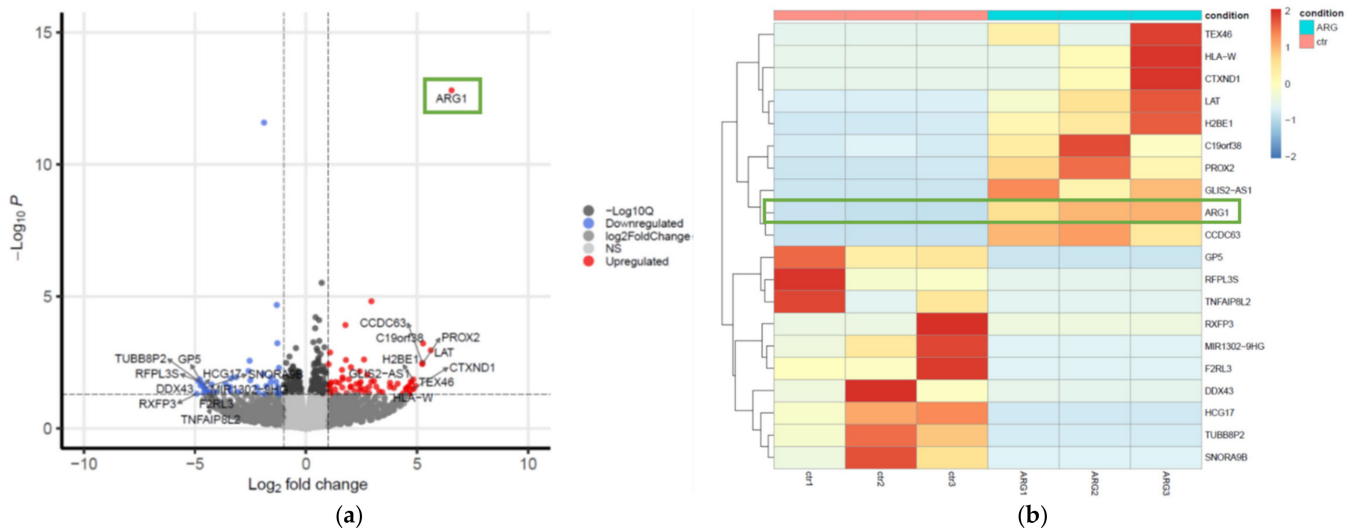 15
10
5
0
−Log10 P
ARG1
CCDC63
C19orf38
PROX2
LAT
H2BE1
CTXND1
GLIS2−AS1
TEX46
HLA−W
TUBB8P2
GP5
RFPL3S
HCG17
SNORA9B
DDX43
MIR1302−9HG
RXFP3
F2RL3
TNFAIP8L2
−10
−5
0
5
10
Log2 fold change
−Log10Q
Downregulated
log2FoldChange
NS
Upregulated
(a)
condition
TEX46
HLA−W
CTXND1
LAT
H2BE1
C19orf38
PROX2
GLIS2−AS1
ARG1
CCDC63
GP5
RFPL3S
TNFAIP8L2
RXFP3
MIR1302−9HG
F2RL3
DDX43
HCG17
TUBB8P2
SNORA9B
ctr1
ctr2
ctr3
ARG1
ARG2
ARG3
2
1
0
−1
−2
condition
ARG
ctr
(b)